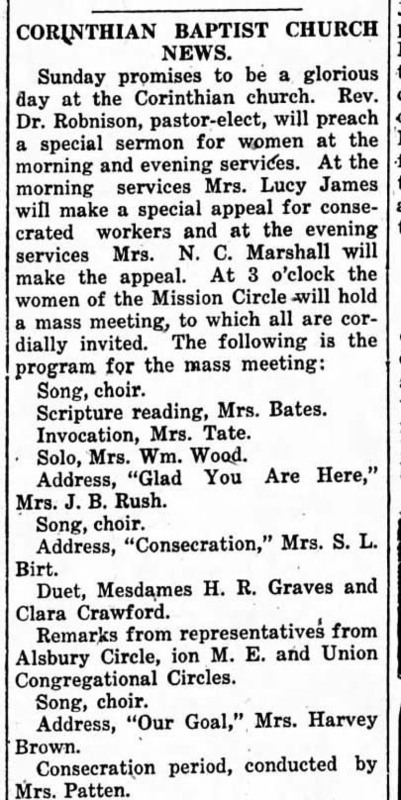 CORINTHIAN BAPTIST CHURCH
NEWS.
Sunday promises to be a glorious
day at the Corinthian church. Rev.
Dr. Robnison, pastor-elect, will preach
a special sermon for women at the
morning and evening services. At the
morning services Mrs. Lucy James
will make a special appeal for conse-
crated workers and at the evening
services Mrs. N. C. Marshall will
make the appeal. At 3 o'clock the
women of the Mission Circle will hold
a mass meeting, to which all are cor-
dially invited. The following is the
program for the mass meeting:
Song, choir.
Scripture reading, Mrs. Bates.
Invocation, Mrs. Tate.
Solo, Mrs. Wm. Wood.
Address, "Glad You Are Here,"
Mrs. J. B. Rush.
Song, choir.
Address, "Consecration," Mrs. S. L.
Birt.
Duet, Mesdames H. R. Graves and
Clara Crawford.
Remarks from representatives from
Alsbury Circle, ion M. E. and Union
Congregational Circles.
Song, choir.
Address, "Our Goal," Mrs. Harvey
Brown.
Consecration period, conducted by
Mrs. Patten.